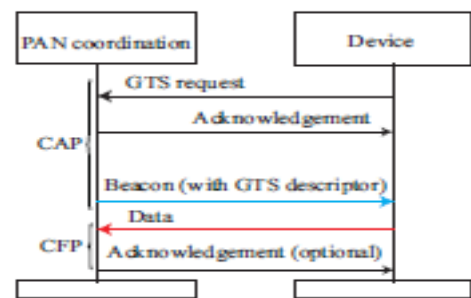 PAN coordination
Device
GTS request
Acknowledgement
CAP
Beacon (with GTS descriptor)
Data
CFP
Acknowledgement (optional)